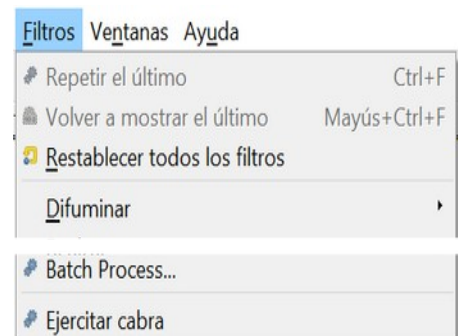 Filtros Ventanas Ayuda
Repetir el último Ctrl+F
Volver a mostrar el último Mayús+Ctrl+F
Restablecer todos los filtros
Difuminar
Batch Process...
Ejercitar cabra